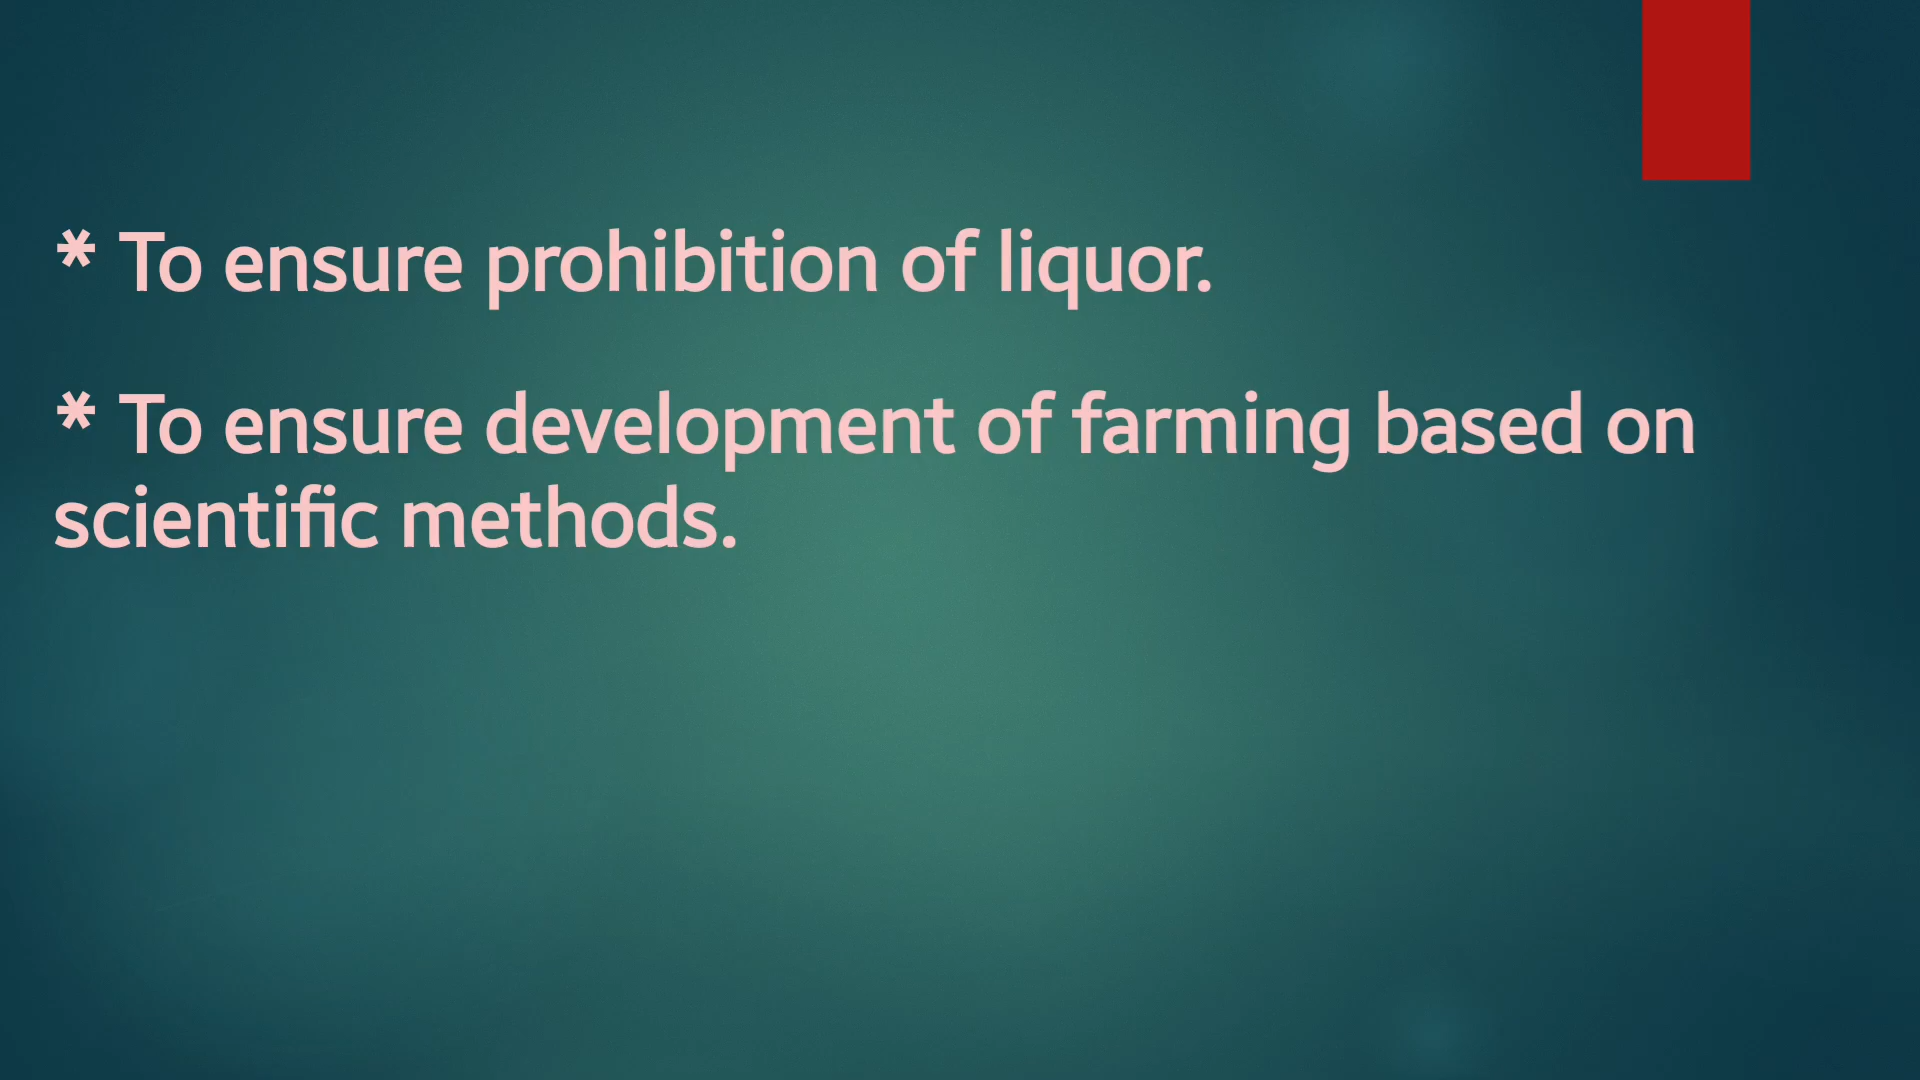 * To ensure prohibition of liquor.
* To ensure development of farming based on
scientific methods.